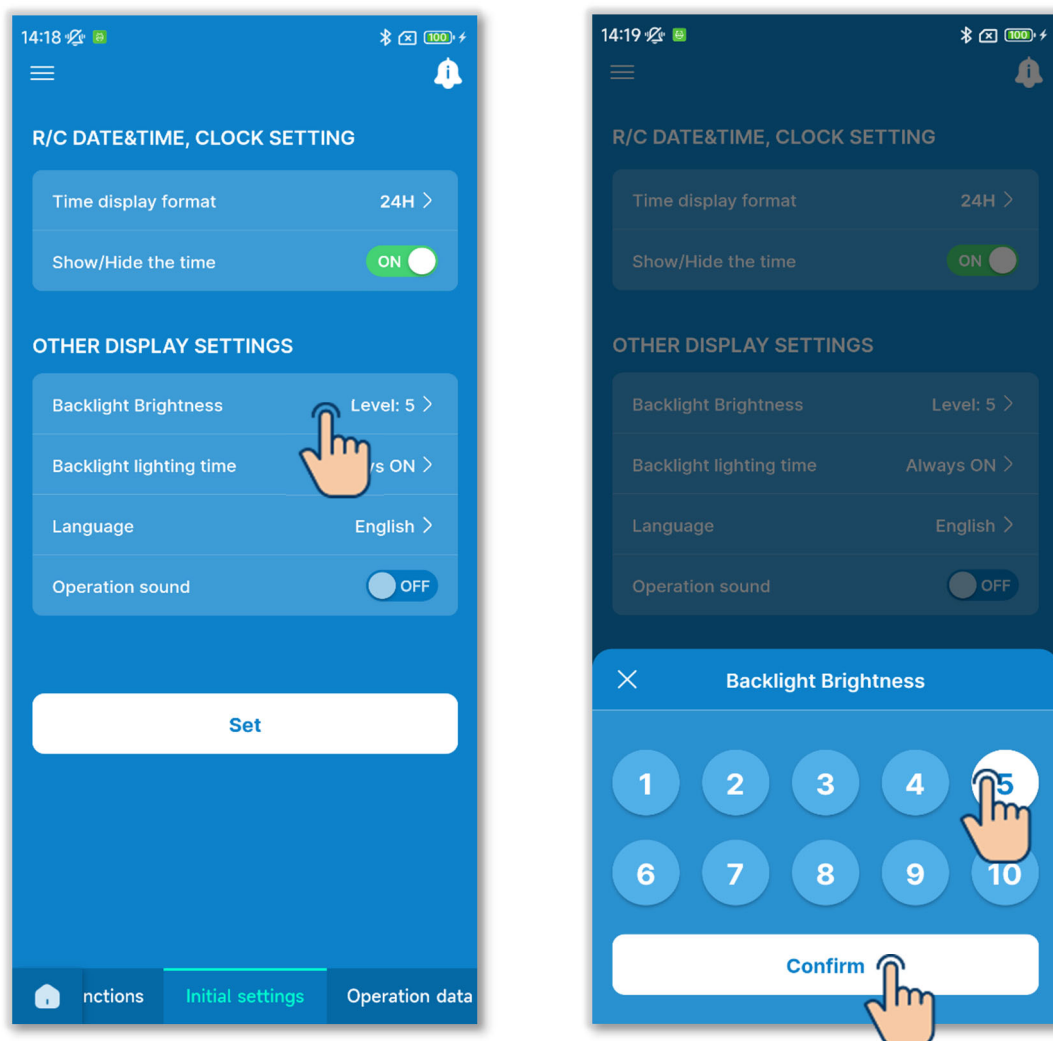 14:18
100
R/C DATE&TIME, CLOCK SETTING
Time display format 24H
Show/Hide the time ON
OTHER DISPLAY SETTINGS
Backlight Brightness Level: 5
Backlight lighting time s ON
Language English
Operation sound OFF
Set
nctions Initial settings Operation data
14:19
100
R/C DATE&TIME, CLOCK SETTING
Time display format 24H
Show/Hide the time ON
OTHER DISPLAY SETTINGS
Backlight Brightness Level: 5
Backlight lighting time Always ON
Language English
Operation sound OFF
Backlight Brightness
1 2 3 4 5
6 7 8 9 10
Confirm